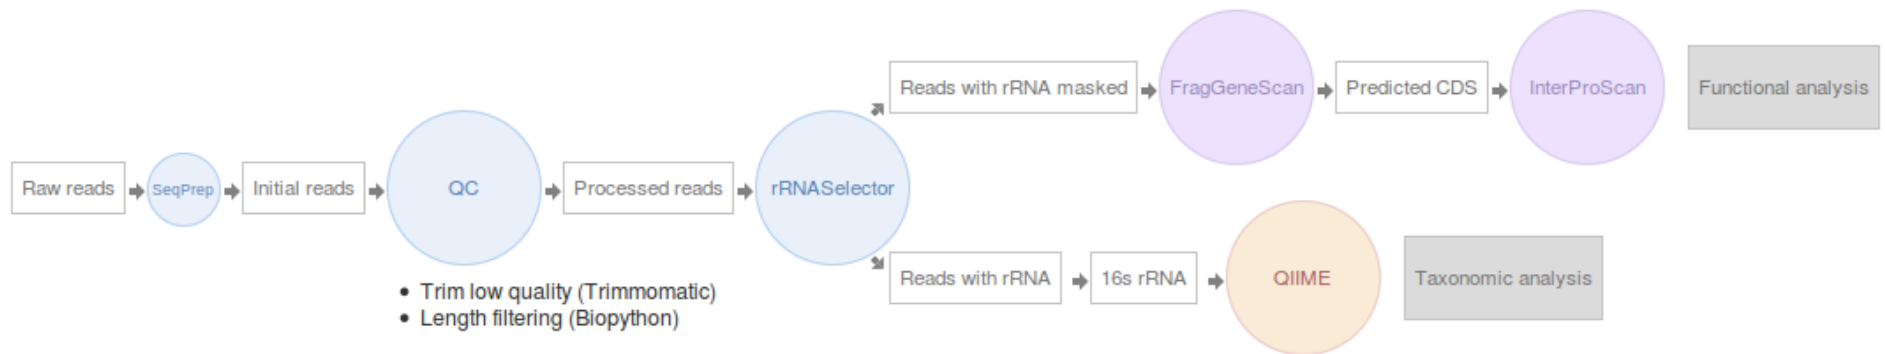 Raw reads
SeqPrep
Initial reads
QC
• Trim low quality (Trimmomatic)
• Length filtering (Biopython)
Processed reads
rRNASelector
Reads with rRNA masked
FragGeneScan
Predicted CDS
InterProScan
Functional analysis
Reads with rRNA
16s rRNA
QIIME
Taxonomic analysis